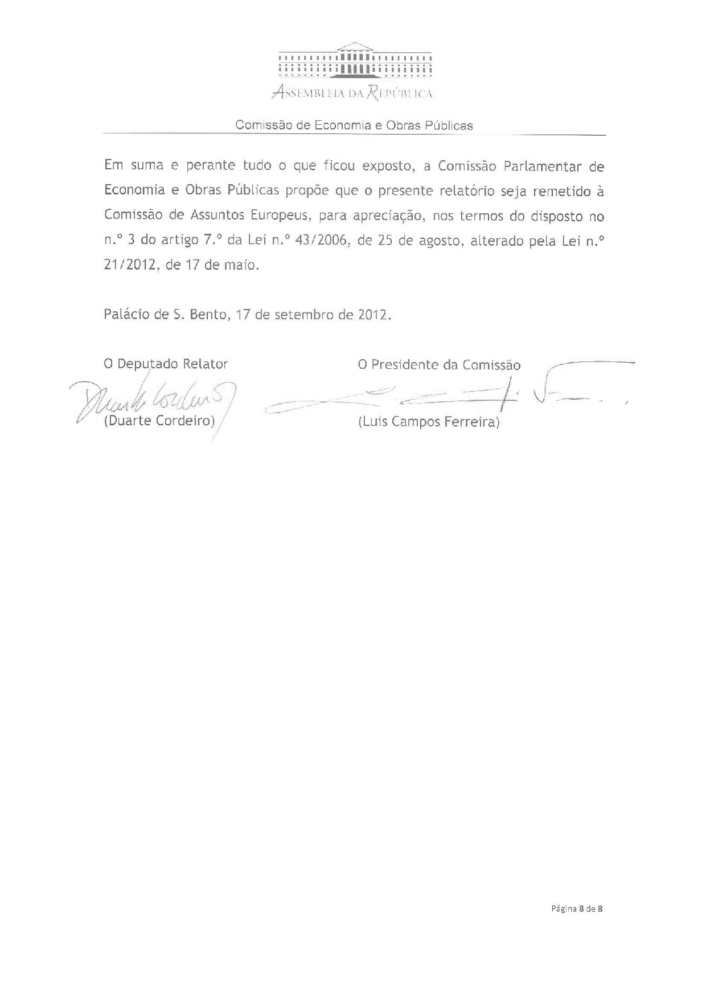 ASSEMBLEIA DA REPÚBLICA
Comissão de Economia e Obras Públicas
Em suma e perante tudo o que ficou exposto, a Comissão Parlamentar de
Economia e Obras Públicas propõe que o presente relatório seja remetido à
Comissão de Assuntos Europeus, para apreciação, nos termos do disposto no
n.º 3 do artigo 7.º da Lei n.º 43/2006, de 25 de agosto, alterado pela Lei n.º
21/2012, de 17 de maio.
Palácio de S. Bento, 17 de setembro de 2012.
O Deputado Relator O Presidente da Comissão
Duarte Cordeiro
(Duarte Cordeiro) (Luis Campos Ferreira)
Página 8 de 8